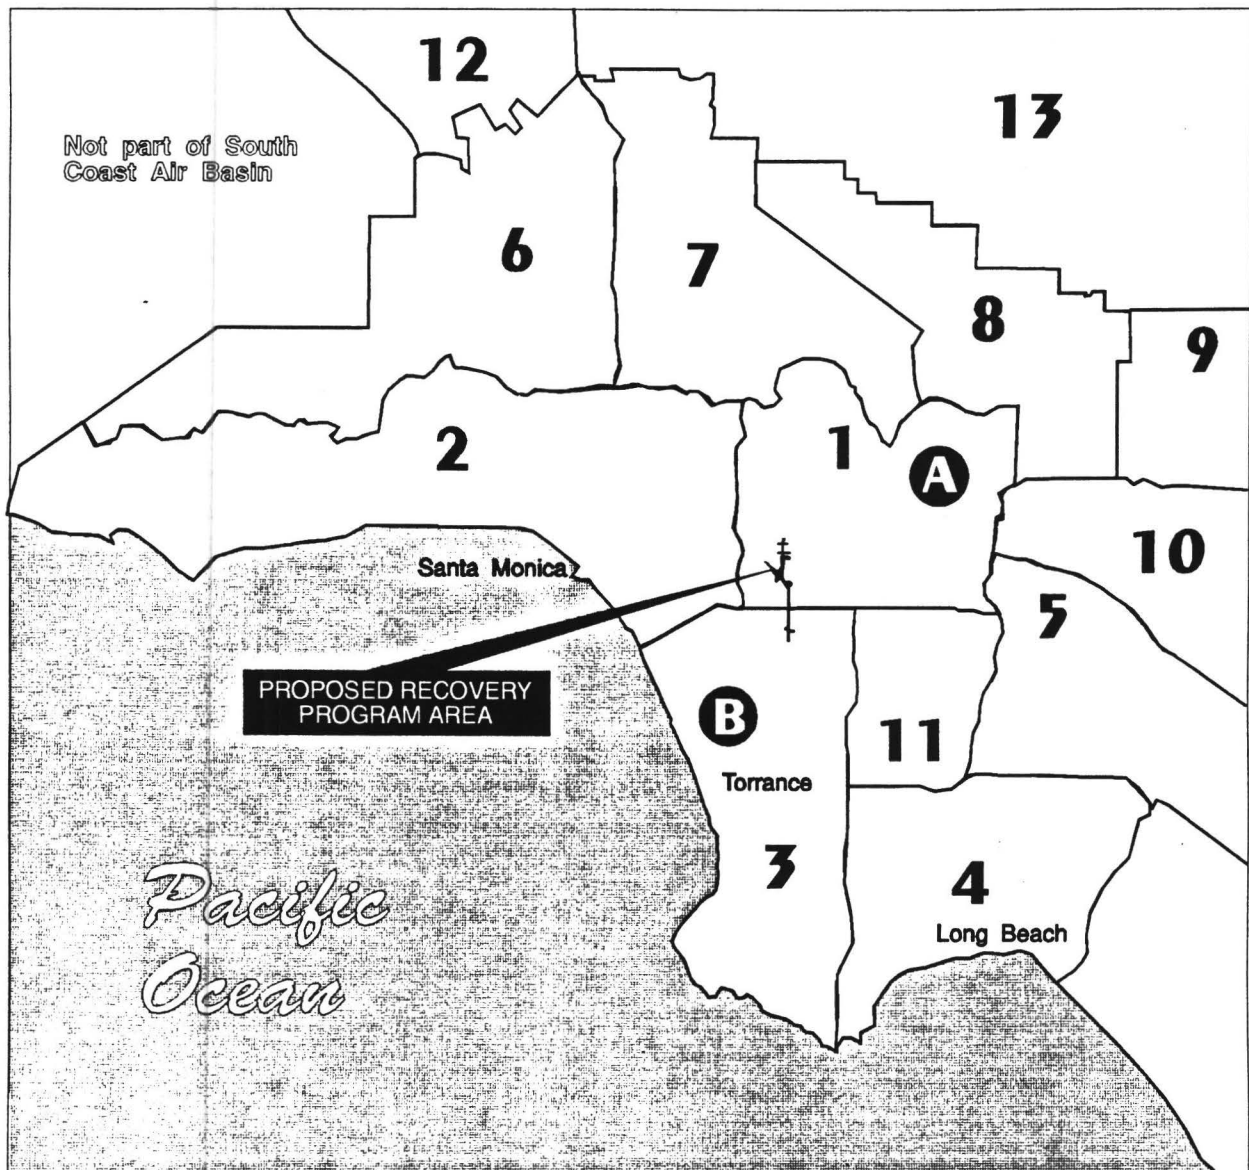 12
13
Not part of South
Coast Air Basin
6
7
8
9
2
1
A
10
Santa Monica
5
PROPOSED RECOVERY
PROGRAM AREA
B
11
Torrance
3
4
Pacific
Ocean
Long Beach